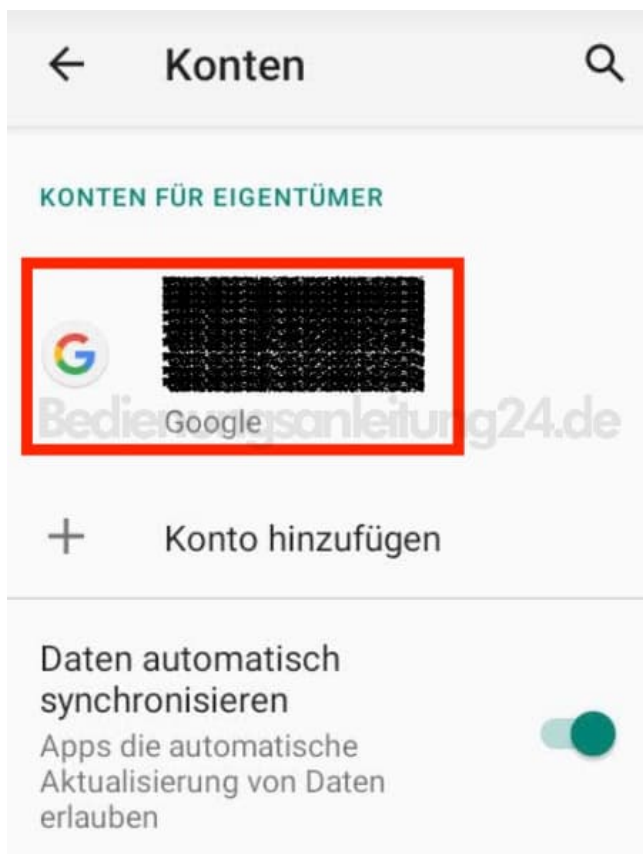 Konten
KONTEN FÜR EIGENTÜMER
Google
Bedienungsanleitung24.de
Konto hinzufügen
Daten automatisch
synchronisieren
Apps die automatische
Aktualisierung von Daten
erlauben